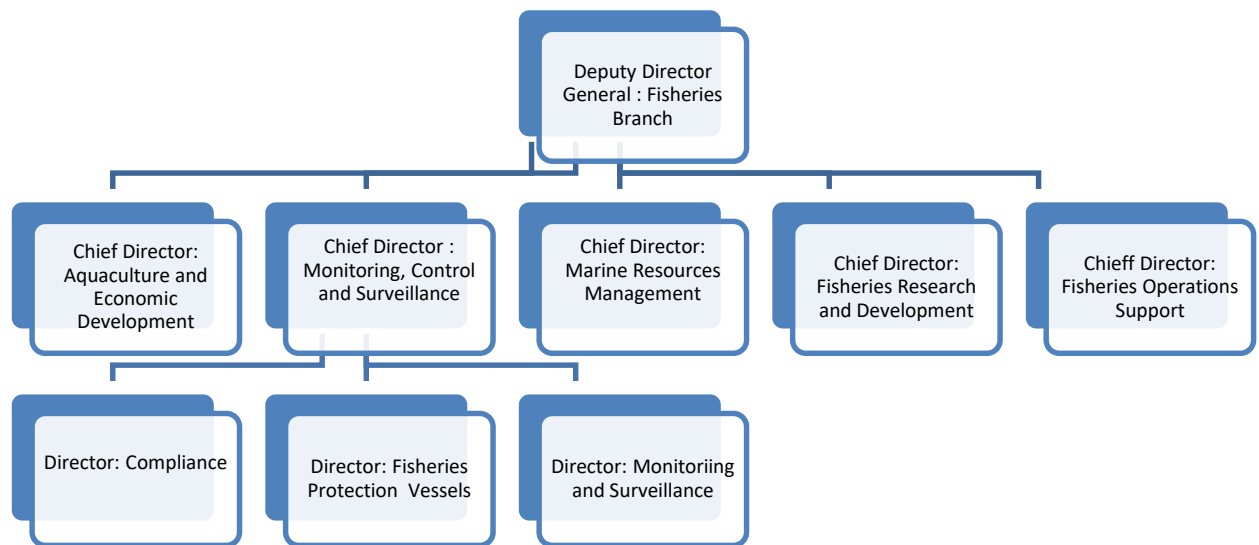 Deputy Director
General : Fisheries
Branch
Chief Director:
Aquaculture and
Economic
Development
Chief Director :
Monitoring, Control
and Surveillance
Chief Director:
Marine Resources
Management
Chief Director:
Fisheries Research
and Development
Chieff Director:
Fisheries Operations
Support
Director: Compliance
Director: Fisheries
Protection  Vessels
Director: Monitoriing
and Surveillance